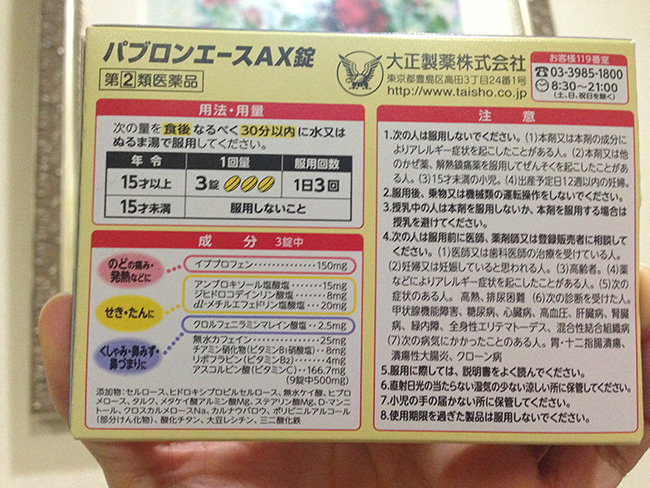 パブロンエースAX錠
指定第②類医薬品
大正製薬株式会社
東京都豊島区高田3丁目24番1号
http://www.taisho.co.jp
お客様119番室
03-3985-1800
8:30~21:00
(土、日、祝日を除く)
用法・用量
次の量を食後なるべく30分以内に水又は
ぬるま湯で服用してください。
年令 1回量 服用回数
15才以上 3錠 1日3回
15才未満 服用しないこと
成分 3錠中
のどの痛み・
発熱などに
イブプロフェン 150mg
せき・たんに
アンブロキソール塩酸塩 15mg
ジヒドロコデインリン酸塩 8mg
dl-メチルエフェドリン塩酸塩 20mg
くしゃみ・鼻みず・
鼻づまりに
クロルフェニラミンマレイン酸塩 2.5mg
無水カフェイン 25mg
チアミン硝化物(ビタミンB₁硝酸塩) 8mg
リボフラビン(ビタミンB₂) 4mg
アスコルビン酸(ビタミンC) 166.7mg
(9錠中500mg)
添加物:セルロース、ヒドロキシプロピルセルロース、無水ケイ酸、ヒプロ
メロース、タルク、メタケイ酸アルミン酸Mg、ステアリン酸Mg、D-マンニ
トール、クロスカルメロースNa、カルナウバロウ、ポリビニルアルコール
(部分けん化物)、酸化チタン、大豆レシチン、三二酸化鉄
注意
1.次の人は服用しないでください。(1)本剤又は本剤の成分に
よりアレルギー症状を起こしたことがある人。(2)本剤又は他
のかぜ薬、解熱鎮痛薬を服用してぜんそくを起こしたことがあ
る人。(3)15才未満の小児。(4)出産予定日12週以内の妊婦。
2.服用後、乗物又は機械類の運転操作をしないでください。
3.授乳中の人は本剤を服用しないか、本剤を服用する場合は
授乳を避けてください。
4.次の人は服用前に医師、薬剤師又は登録販売者に相談して
ください。(1)医師又は歯科医師の治療を受けている人。
(2)妊婦又は妊娠していると思われる人。(3)高齢者。(4)薬
などによりアレルギー症状を起こしたことがある人。(5)次の
症状のある人。高熱、排尿困難 (6)次の診断を受けた人。
甲状腺機能障害、糖尿病、心臓病、高血圧、肝臓病、腎臓
病、緑内障、全身性エリテマトーデス、混合性結合組織病
(7)次の病気にかかったことのある人。胃・十二指腸潰瘍、
潰瘍性大腸炎、クローン病
5.服用に際しては、説明書をよく読んでください。
6.直射日光の当たらない湿気の少ない涼しい所に保管してください。
7.小児の手の届かない所に保管してください。
8.使用期限を過ぎた製品は服用しないでください。